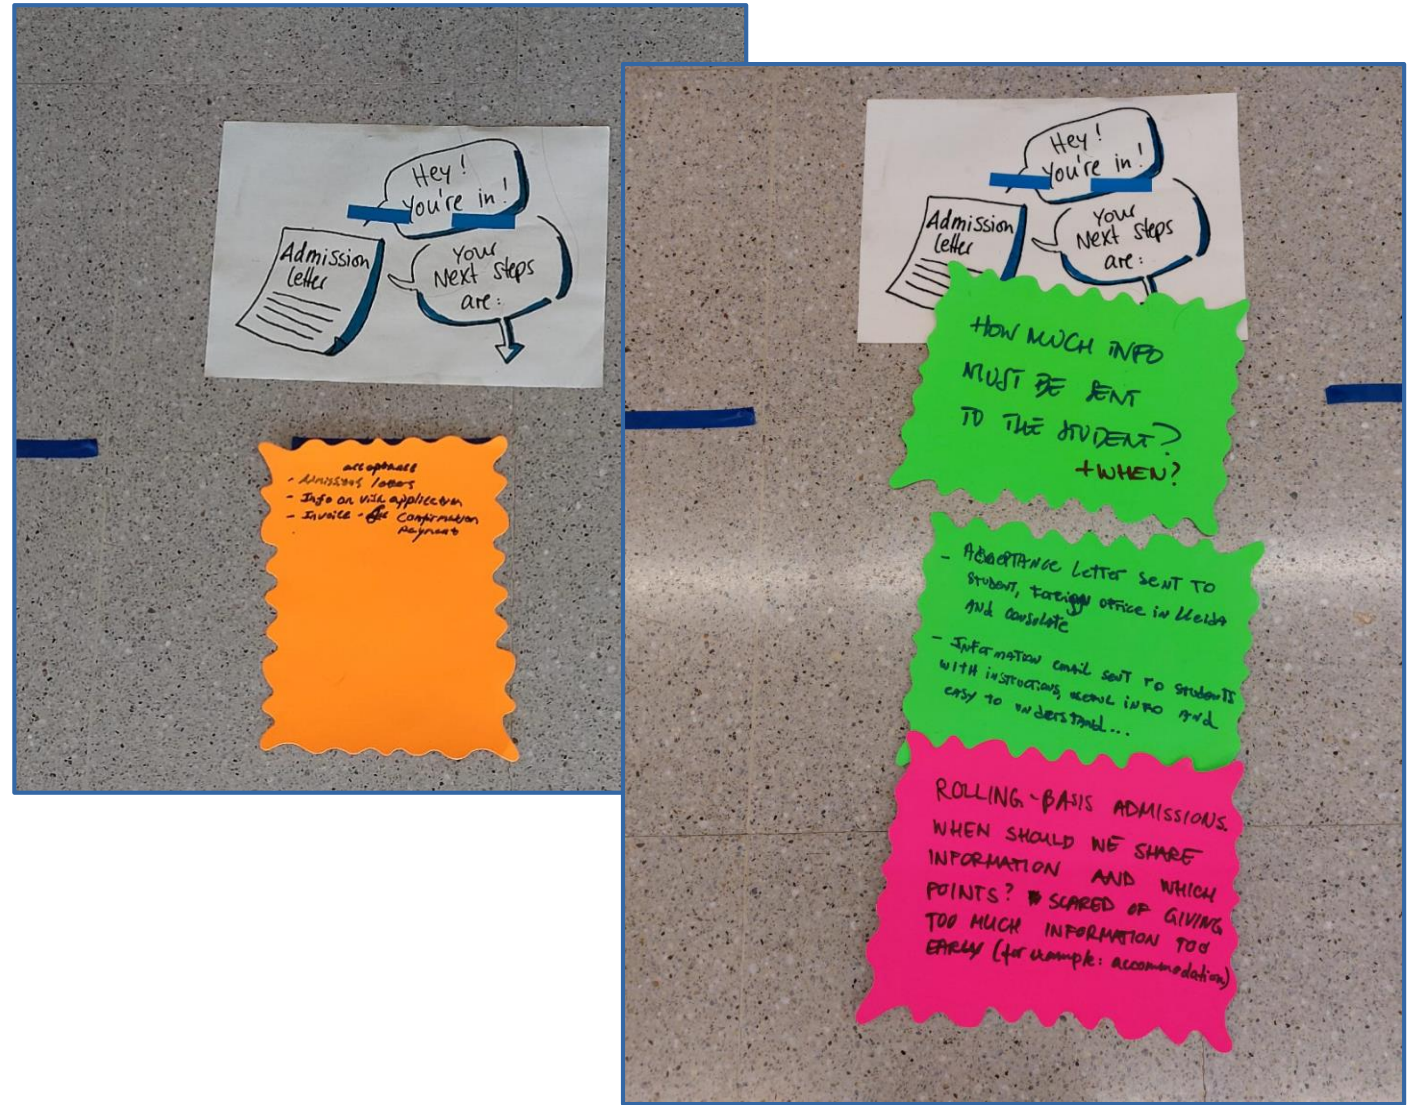 Hey!
You're in!
Admission
letter
Your
Next steps
are:
acceptance
- Admissions letters
- Info on visa application
- Invoice - confirmation
payment
Hey!
You're in!
Admission
letter
Your
Next steps
are:
HOW MUCH INFO
MUST BE SENT
TO THE STUDENT?
+WHEN?
- ACCEPTANCE LETTER SENT TO
STUDENT, Foreign OFFICE in Lleida
AND consulate
- INFORMATION email SENT TO STUDENTS
WITH INSTRUCTIONS, USEFUL INFO AND
EASY TO UNDERSTAND...
ROLLING-BASIS ADMISSIONS.
WHEN SHOULD WE SHARE
INFORMATION AND WHICH
POINTS? SCARED OF GIVING
TOO MUCH INFORMATION TOO
EARLY (for example: accommodation)